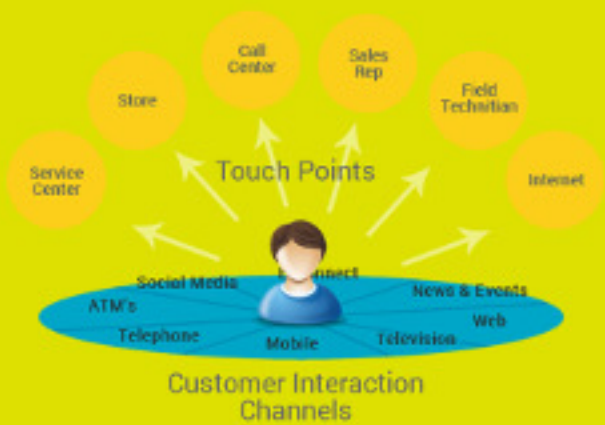 Call
Center
Sales
Rep
Store
Field
Technitian
Service
Center
Internet
Touch Points
Social Media
News & Events
ATM's
Web
Telephone
Mobile
Television
Customer Interaction
Channels